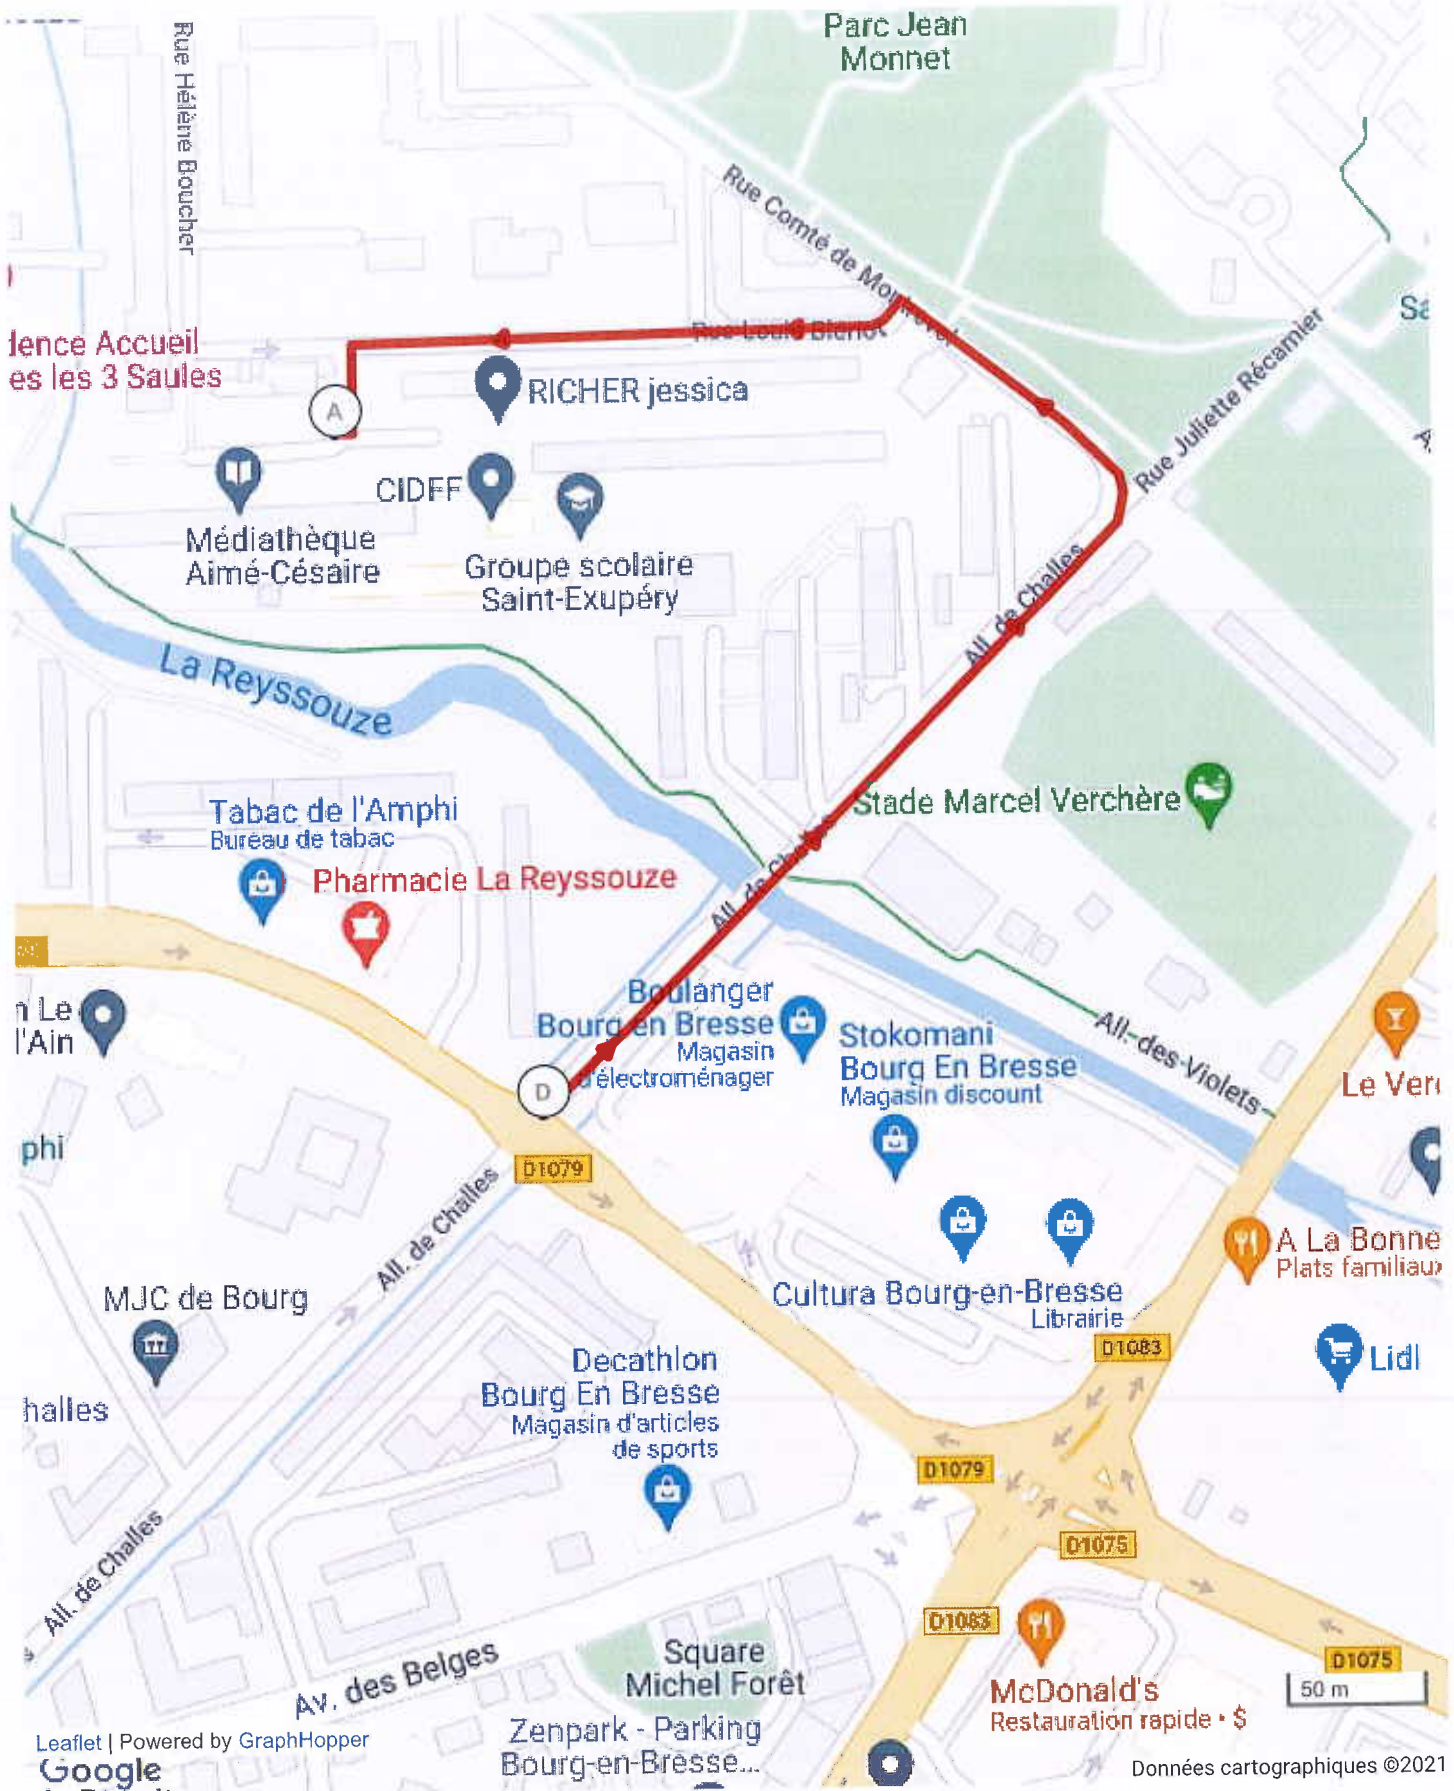 Parc Jean
Monnet
Rue Hélène Boucher
Rue Comté de Montrevel
Rue Louis Blériot
Rue Juliette Récamier
dence Accueil
es les 3 Saules
A
RICHER jessica
CIDFF
Médiathèque
Aimé-Césaire
Groupe scolaire
Saint-Exupéry
All. de Challes
La Reyssouze
Stade Marcel Verchère
Tabac de l'Amphi
Bureau de tabac
Pharmacie La Reyssouze
All. de Challes
n Le
l'Ain
Boulanger
Bourg en Bresse
Magasin
d'électroménager
Stokomani
Bourg En Bresse
Magasin discount
All.-des-Violets
Le Ver
D
phi
D1079
All. de Challes
A La Bonne
Plats familiaux
MJC de Bourg
Cultura Bourg-en-Bresse
Librairie
D1083
Lidl
Decathlon
Bourg En Bresse
Magasin d'articles
de sports
halles
D1079
D1075
All. de Challes
D1083
Square
Michel Forêt
Av. des Belges
D1075
McDonald's
Restauration rapide • $
50 m
Zenpark - Parking
Bourg-en-Bresse...
Leaflet | Powered by GraphHopper
Google
Données cartographiques ©2021